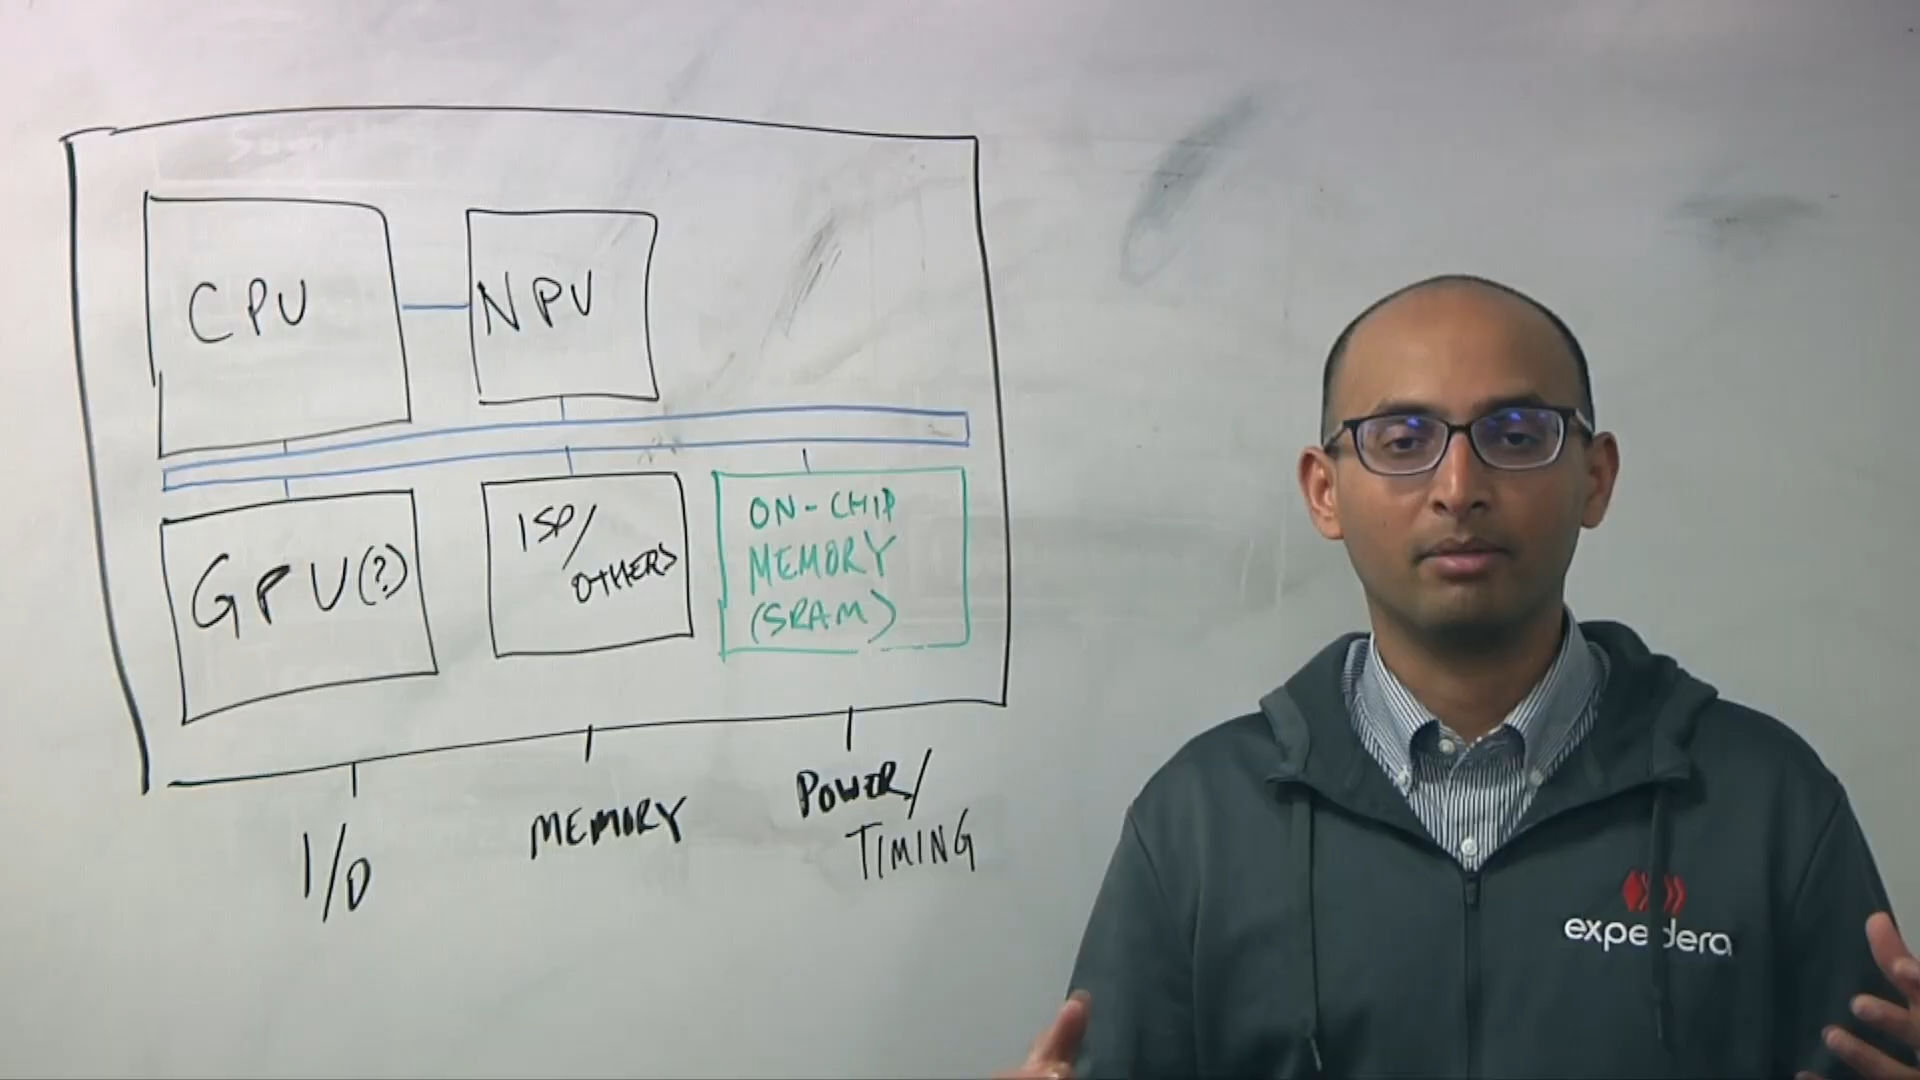 CPU
NPU
GPU(?)
ISP/
OTHERS
ON-CHIP
MEMORY
(SRAM)
I/O
MEMORY
POWER/
TIMING
expedera